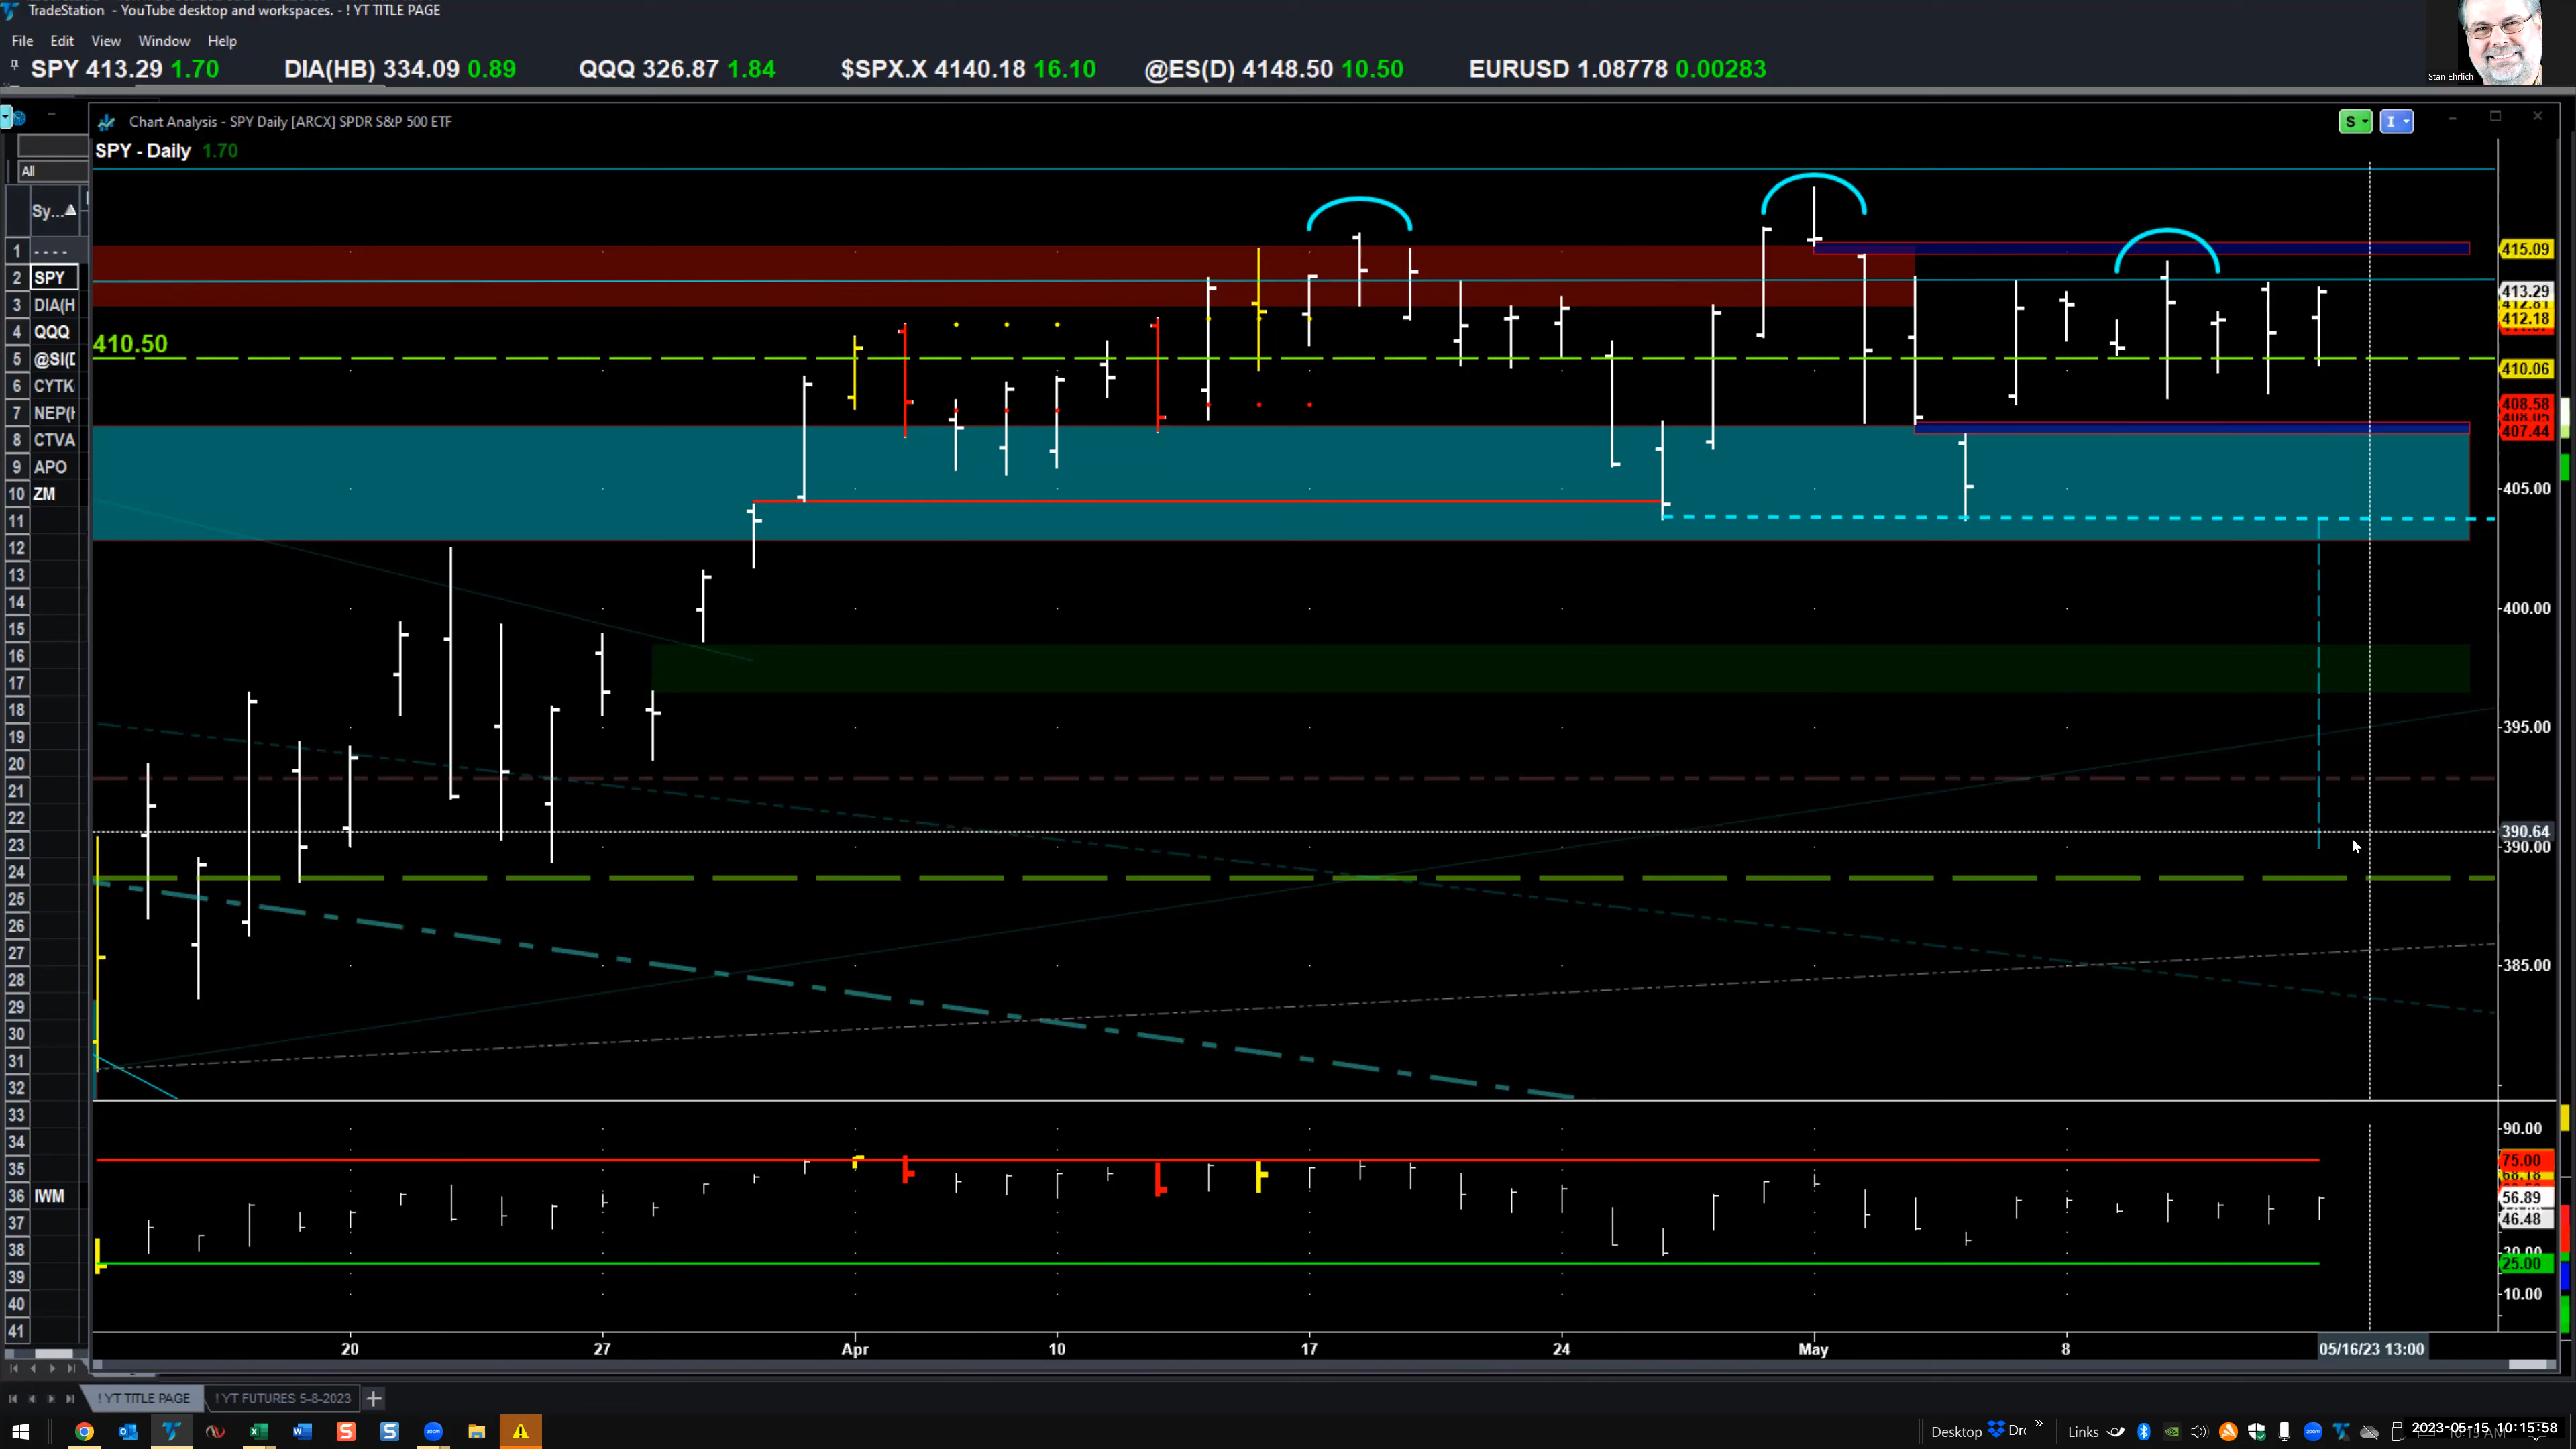 TradeStation - YouTube desktop and workspaces. - ! YT TITLE PAGE
File Edit View Window Help
SPY 413.29 1.70 DIA(HB) 334.09 0.89 QQQ 326.87 1.84 $SPX.X 4140.18 16.10 @ES(D) 4148.50 10.50 EURUSD 1.08778 0.00283
Stan Ehrlich
Chart Analysis - SPY Daily [ARCX] SPDR S&P 500 ETF
S I
SPY - Daily 1.70
All
Sy...
1 ----
2 SPY
3 DIA(H
4 QQQ
5 @SI(D
6 CYTK
7 NEP(H
8 CTVA
9 APO
10 ZM
11
12
13
14
15
16
17
18
19
20
21
22
23
24
25
26
27
28
29
30
31
32
33
34
35
36 IWM
37
38
39
40
41
410.50
415.09
413.29
412.81
412.18
410.06
408.58
408.05
407.44
405.00
400.00
395.00
390.64
390.00
385.00
90.00
75.00
68.18
56.89
46.48
30.00
25.00
10.00
20 27 Apr 10 17 24 May 8 05/16/23 13:00
! YT TITLE PAGE ! YT FUTURES 5-8-2023 +
Desktop Dr » Links 2023-05-15, 10:15:58